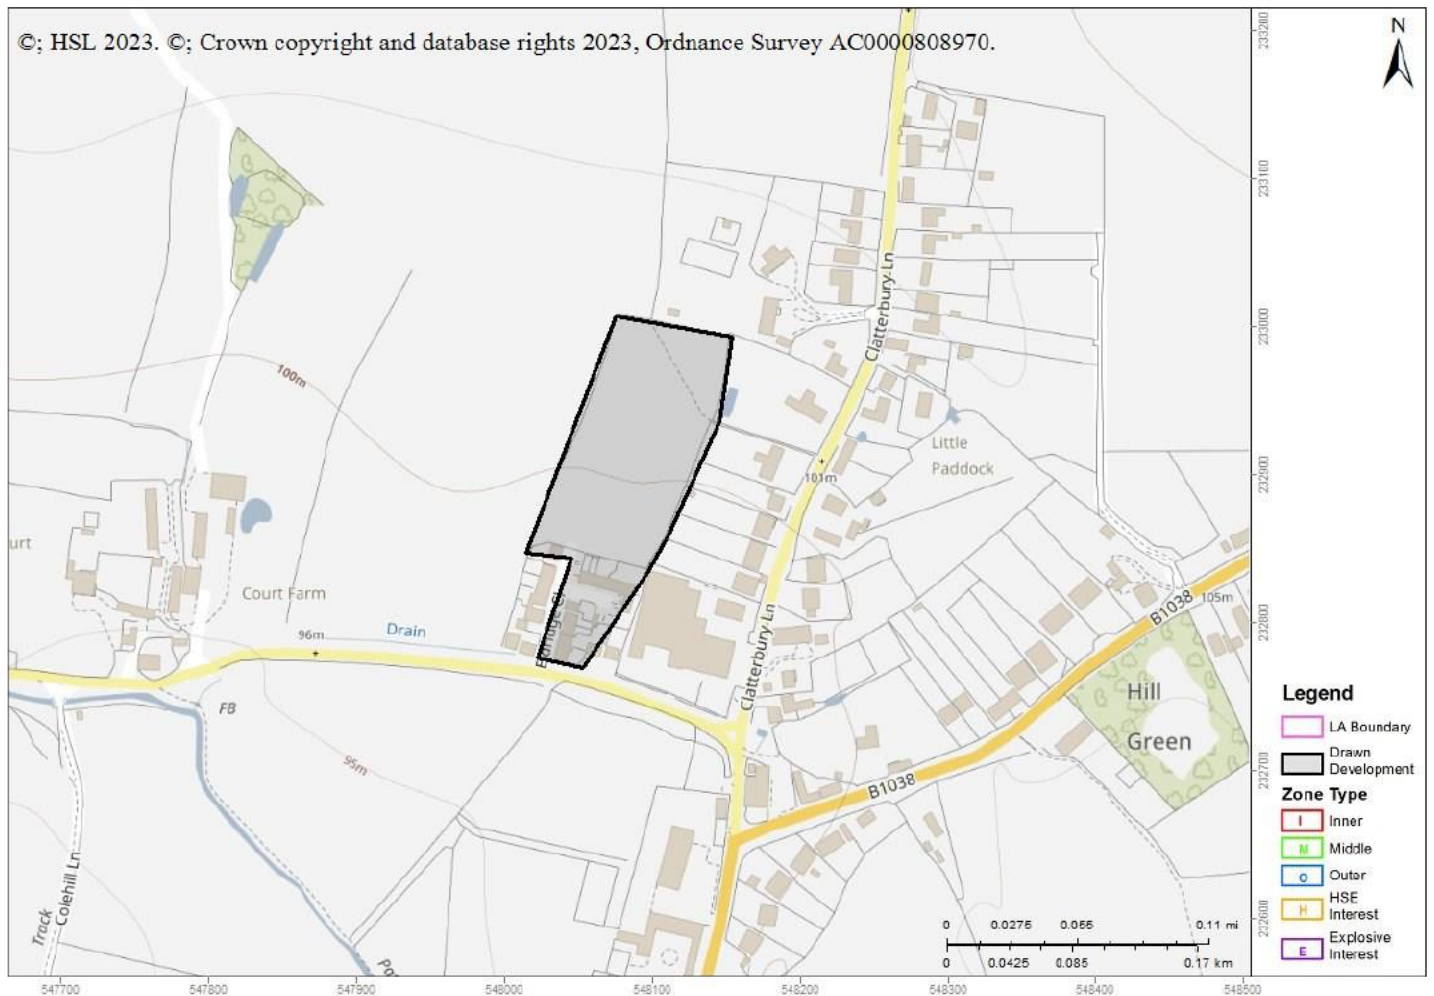 ©; HSL 2023. ©; Crown copyright and database rights 2023, Ordnance Survey AC0000808970.
N
233200
233100
233000
232900
232800
232700
232600
Clatterbury Ln
100m
Little
Paddock
101m
urt
Court Farm
96m
Drain
Clatterbury Ln
B1038
105m
FB
95m
Hill
Green
B1038
Track
Colehill Ln
Legend
LA Boundary
Drawn
Development
Zone Type
I Inner
M Middle
O Outer
H HSE
Interest
E Explosive
Interest
0 0.0275 0.055 0.11 mi
0 0.0425 0.085 0.17 km
547700 547800 547900 548000 548100 548200 548300 548400 548500